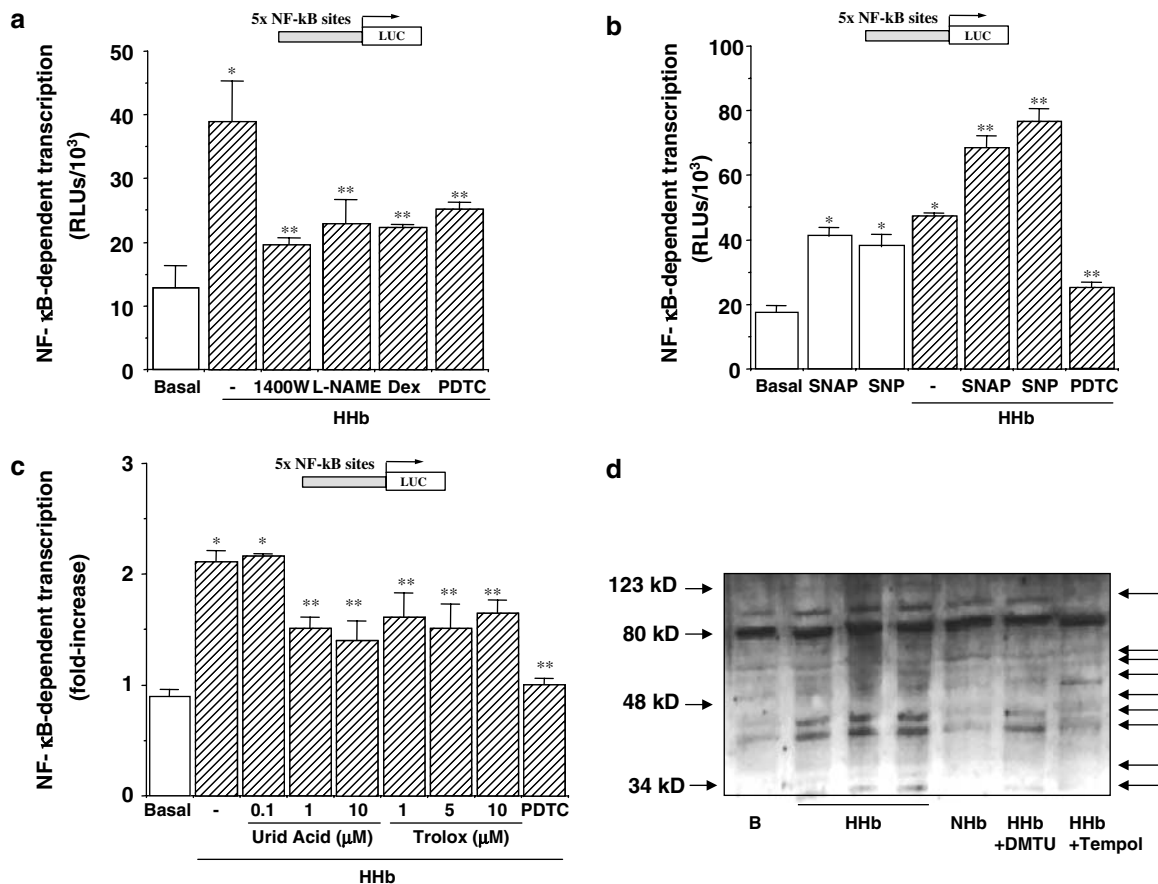 a
5x NF-kB sites
LUC
NF- κB-dependent transcription
(RLUs/10³)
50
40
30
20
10
0
*
**
**
**
**
Basal - 1400W L-NAME Dex PDTC
HHb
b
5x NF-kB sites
LUC
NF- κB-dependent transcription
(RLUs/10³)
100
80
60
40
20
0
*
*
*
**
**
**
Basal SNAP SNP - SNAP SNP PDTC
HHb
c
5x NF-kB sites
LUC
NF- κB-dependent transcription
(fold-increase)
3
2
1
0
*
*
**
**
**
**
**
**
Basal - 0.1 1 10 1 5 10 PDTC
Urid Acid (μM) Trolox (μM)
HHb
d
123 kD
80 kD
48 kD
34 kD
B HHb NHb HHb HHb
+DMTU +Tempol